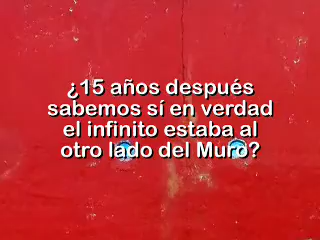 ¿15 años después
sabemos sí en verdad
el infinito estaba al
otro lado del Muro?